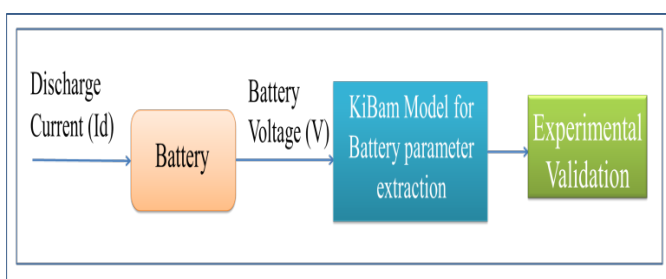 Discharge
Current (Id)
Battery
Battery
Voltage (V)
KiBam Model for
Battery parameter
extraction
Experimental
Validation